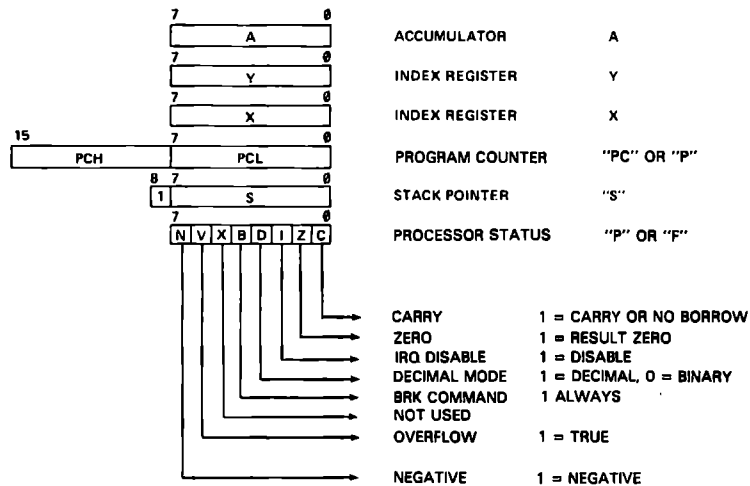 7 0
A ACCUMULATOR A
7 0
Y INDEX REGISTER Y
7 0
X INDEX REGISTER X
15 7 0
PCH PCL PROGRAM COUNTER "PC" OR "P"
8 7 0
1 S STACK POINTER "S"
7 0
N V X B D I Z C PROCESSOR STATUS "P" OR "F"
CARRY 1 = CARRY OR NO BORROW
ZERO 1 = RESULT ZERO
IRQ DISABLE 1 = DISABLE
DECIMAL MODE 1 = DECIMAL, 0 = BINARY
BRK COMMAND 1 ALWAYS
NOT USED
OVERFLOW 1 = TRUE
NEGATIVE 1 = NEGATIVE